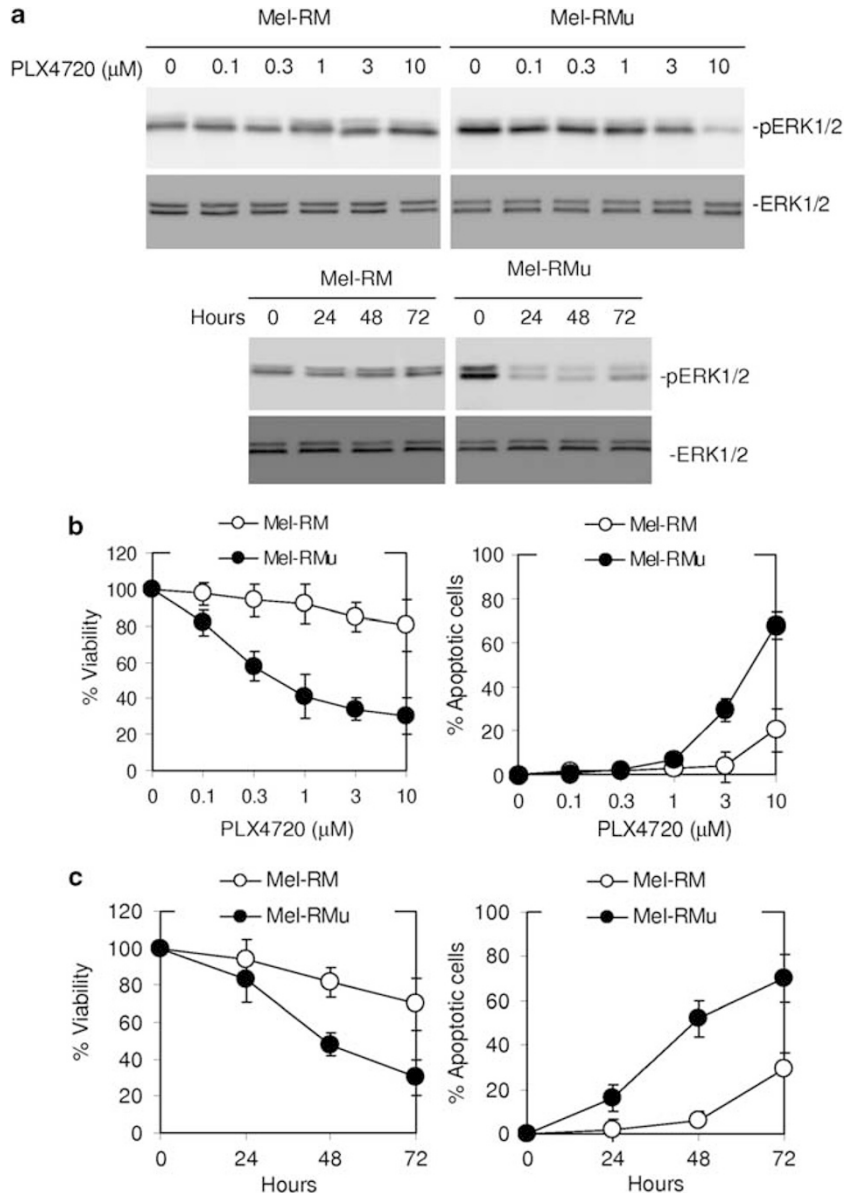 a
Mel-RM Mel-RMu
PLX4720 (μM) 0 0.1 0.3 1 3 10 0 0.1 0.3 1 3 10
-pERK1/2
-ERK1/2
Mel-RM Mel-RMu
Hours 0 24 48 72 0 24 48 72
-pERK1/2
-ERK1/2
b
Mel-RM
Mel-RMu
% Viability
120
100
80
60
40
20
0
0 0.1 0.3 1 3 10
PLX4720 (μM)
Mel-RM
Mel-RMu
% Apoptotic cells
100
80
60
40
20
0
0 0.1 0.3 1 3 10
PLX4720 (μM)
c
Mel-RM
Mel-RMu
% Viability
120
100
80
60
40
20
0
0 24 48 72
Hours
Mel-RM
Mel-RMu
% Apoptotic cells
100
80
60
40
20
0
0 24 48 72
Hours